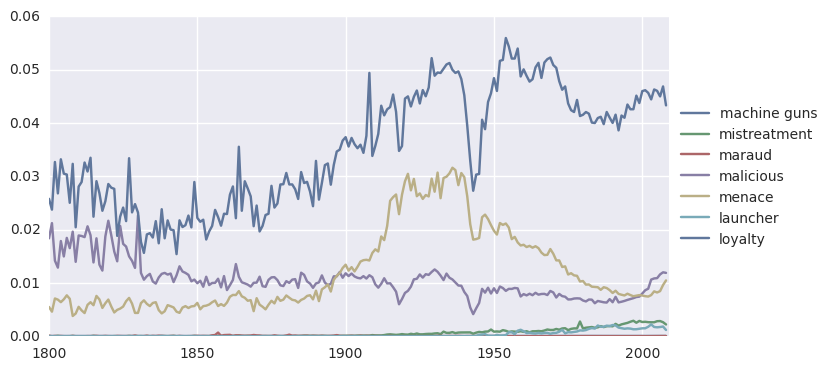 0.06
0.05
0.04
0.03
0.02
0.01
0.00
1800
1850
1900
1950
2000
machine guns
mistreatment
maraud
malicious
menace
launcher
loyalty